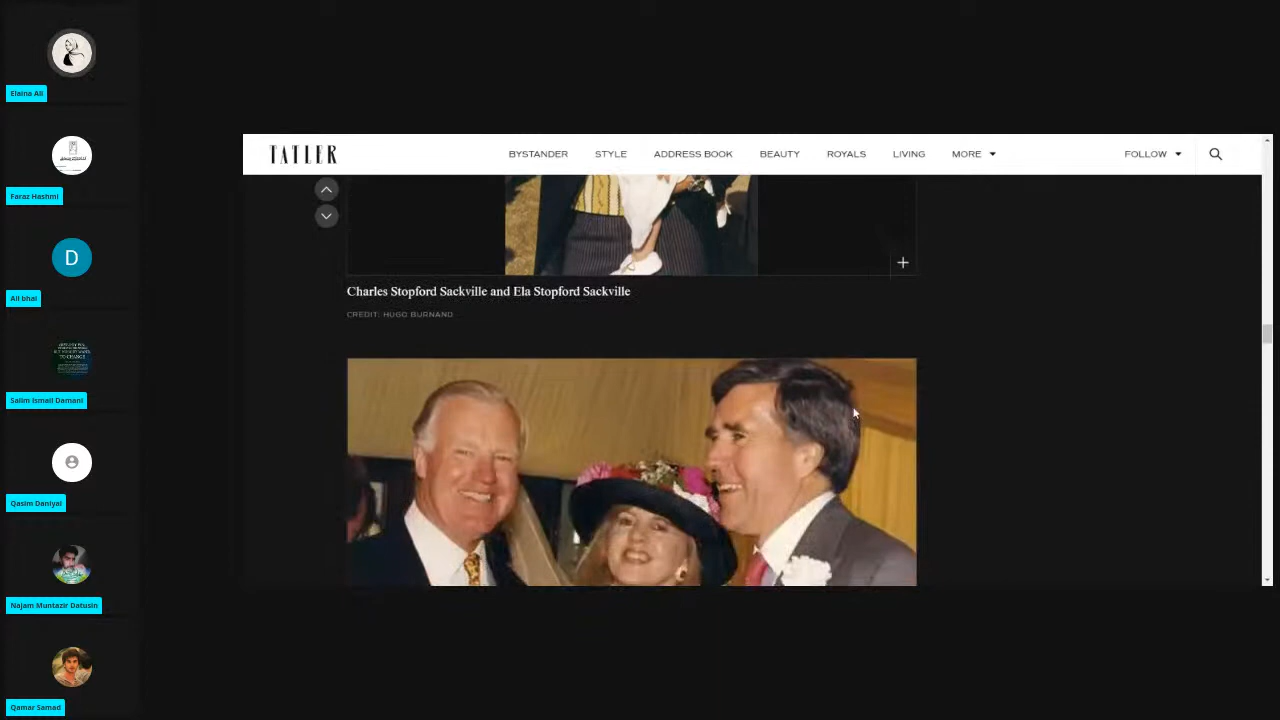 Elaina Ali
Faraz Hashmi
D
Ali bhai
Salim Ismail Damani
Qasim Daniyal
Najam Muntazir Datusin
Qamar Samad
TATLER
BYSTANDER STYLE ADDRESS BOOK BEAUTY ROYALS LIVING MORE FOLLOW
Charles Stopford Sackville and Ela Stopford Sackville
CREDIT: HUGO BURNAND